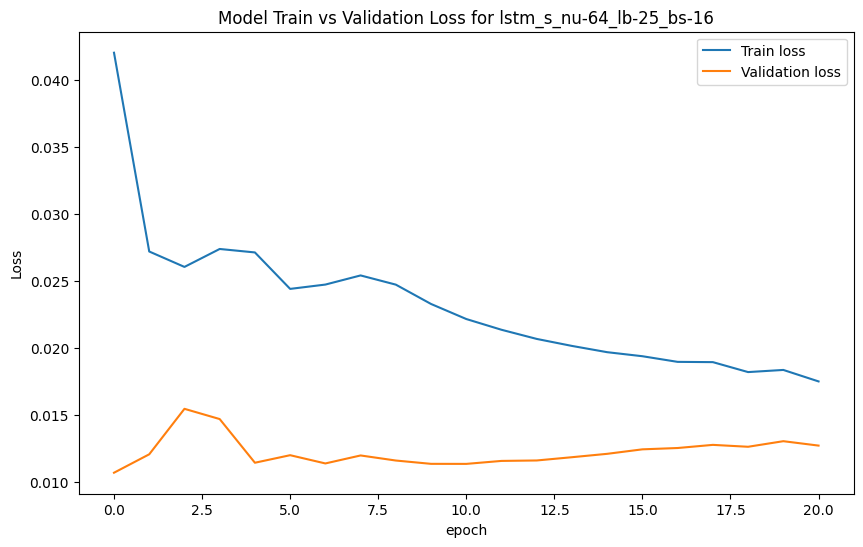 Model Train vs Validation Loss for lstm_s_nu-64_lb-25_bs-16
Train loss
Validation loss
0.040
0.035
0.030
0.025
0.020
0.015
0.010
Loss
0.0 2.5 5.0 7.5 10.0 12.5 15.0 17.5 20.0
epoch